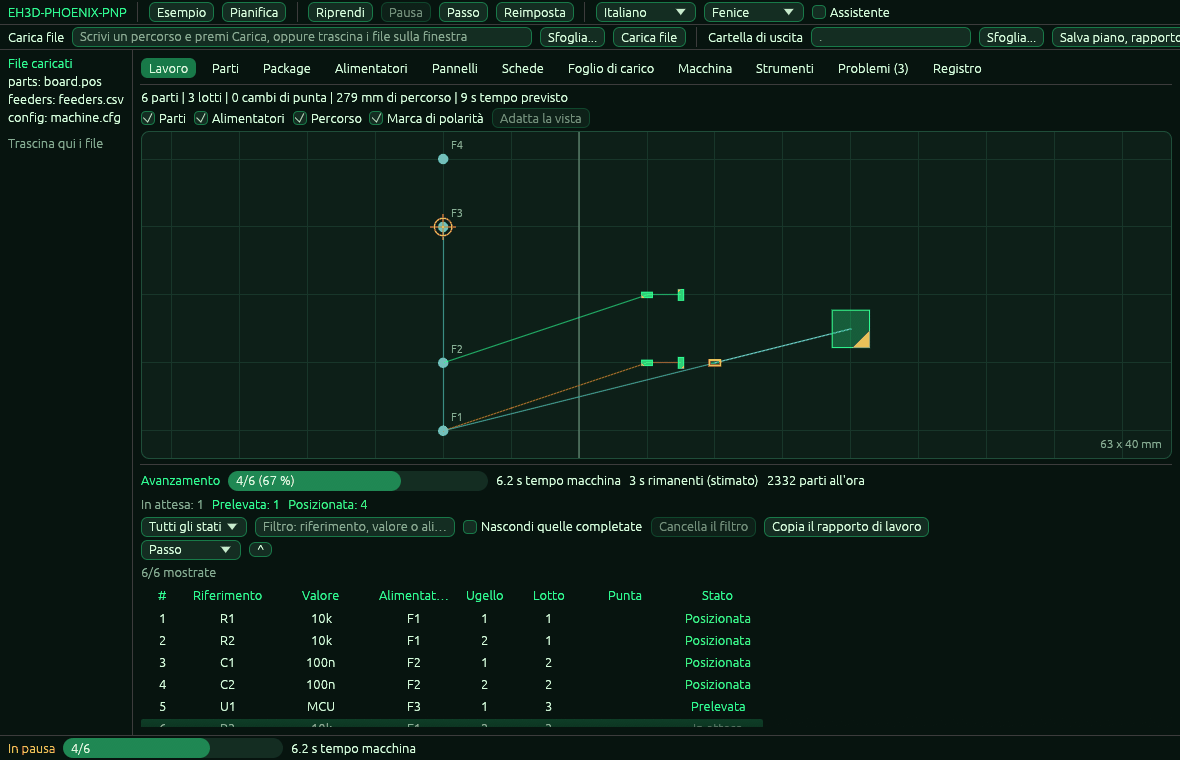 EH3D-PHOENIX-PNP Esempio Pianifica Riprendi Pausa Passo Reimposta Italiano Fenice Assistente
Carica file Scrivi un percorso e premi Carica, oppure trascina i file sulla finestra Sfoglia... Carica file Cartella di uscita . Sfoglia... Salva piano, rapporto
File caricati
parts: board.pos
feeders: feeders.csv
config: machine.cfg
Trascina qui i file
Lavoro Parti Package Alimentatori Pannelli Schede Foglio di carico Macchina Strumenti Problemi (3) Registro
6 parti | 3 lotti | 0 cambi di punta | 279 mm di percorso | 9 s tempo previsto
Parti Alimentatori Percorso Marca di polarità Adatta la vista
F4
F3
F2
F1
63 x 40 mm
Avanzamento 4/6 (67 %) 6.2 s tempo macchina 3 s rimanenti (stimato) 2332 parti all'ora
In attesa: 1 Prelevata: 1 Posizionata: 4
Tutti gli stati Filtro: riferimento, valore o ali... Nascondi quelle completate Cancella il filtro Copia il rapporto di lavoro
Passo ^
6/6 mostrate
# Riferimento Valore Alimentat... Ugello Lotto Punta Stato
1 R1 10k F1 1 1 Posizionata
2 R2 10k F1 2 1 Posizionata
3 C1 100n F2 1 2 Posizionata
4 C2 100n F2 2 2 Posizionata
5 U1 MCU F3 1 3 Prelevata
In pausa 4/6 6.2 s tempo macchina